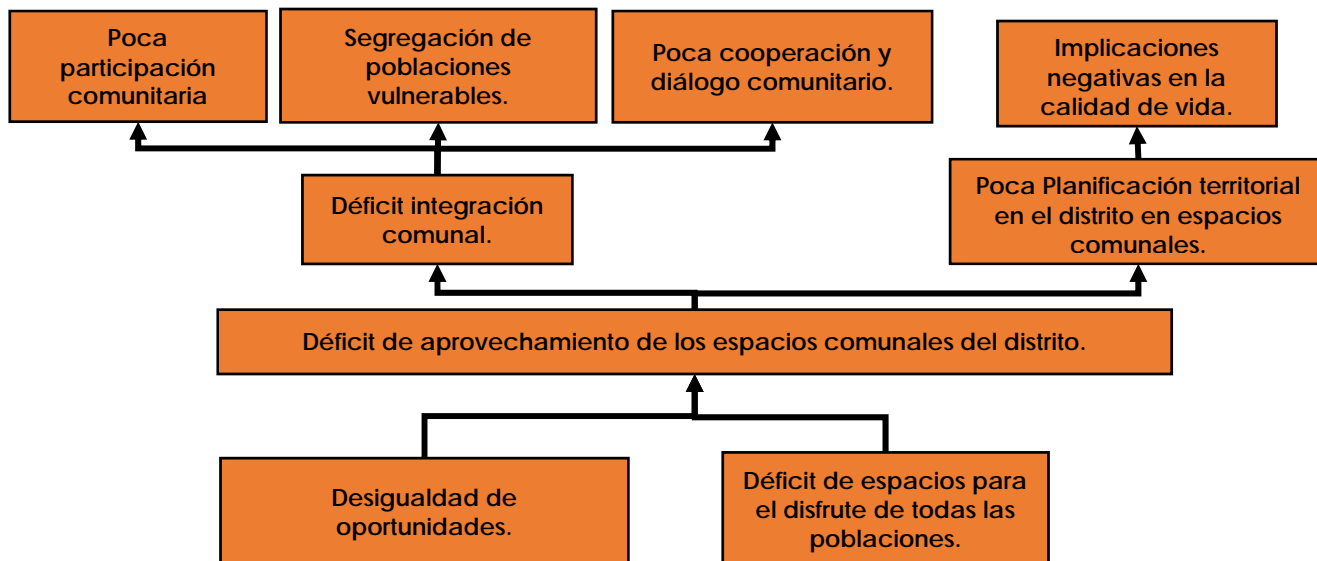 Poca
participación
comunitaria
Segregación de
poblaciones
vulnerables.
Poca cooperación y
diálogo comunitario.
Implicaciones
negativas en la
calidad de vida.
Déficit integración
comunal.
Poca Planificación territorial
en el distrito en espacios
comunales.
Déficit de aprovechamiento de los espacios comunales del distrito.
Desigualdad de
oportunidades.
Déficit de espacios para
el disfrute de todas las
poblaciones.